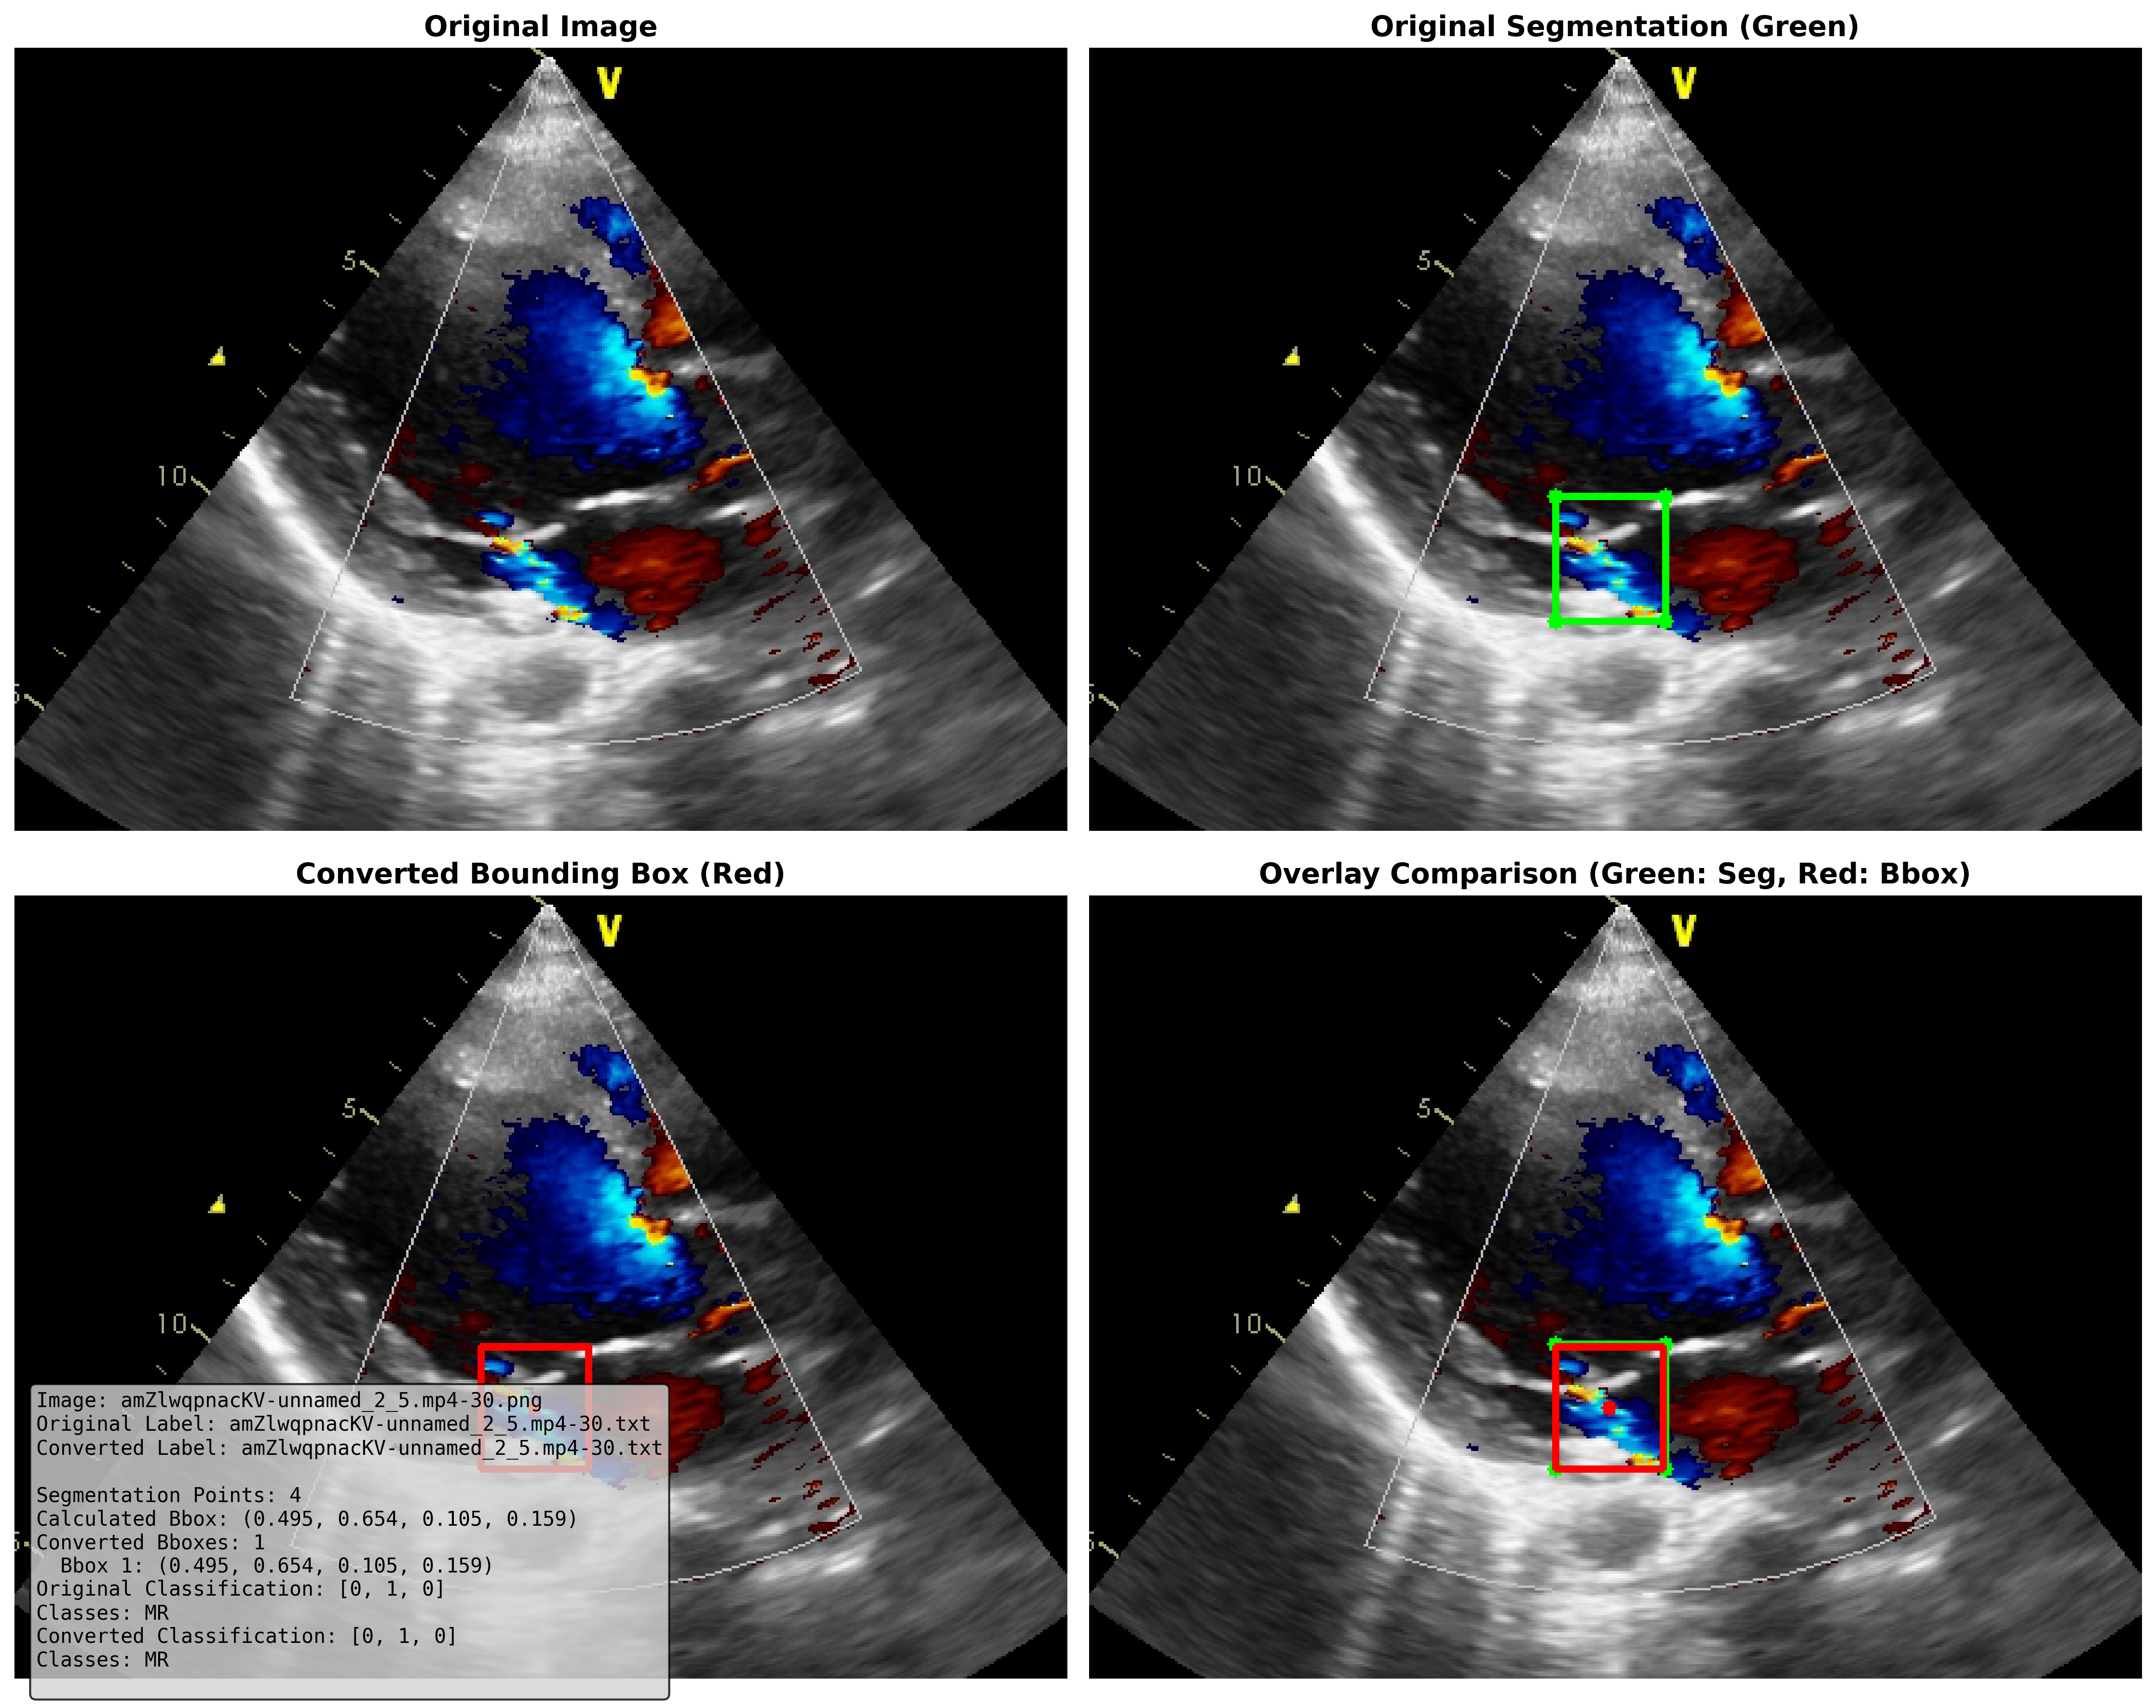 Original Image
Original Segmentation (Green)
V
5
10
V
5
10
Converted Bounding Box (Red)
Overlay Comparison (Green: Seg, Red: Bbox)
V
5
10
V
5
10
Image: amZlwqpnacKV-unnamed_2_5.mp4-30.png
Original Label: amZlwqpnacKV-unnamed_2_5.mp4-30.txt
Converted Label: amZlwqpnacKV-unnamed_2_5.mp4-30.txt
Segmentation Points: 4
Calculated Bbox: (0.495, 0.654, 0.105, 0.159)
Converted Bboxes: 1
Bbox 1: (0.495, 0.654, 0.105, 0.159)
Original Classification: [0, 1, 0]
Classes: MR
Converted Classification: [0, 1, 0]
Classes: MR